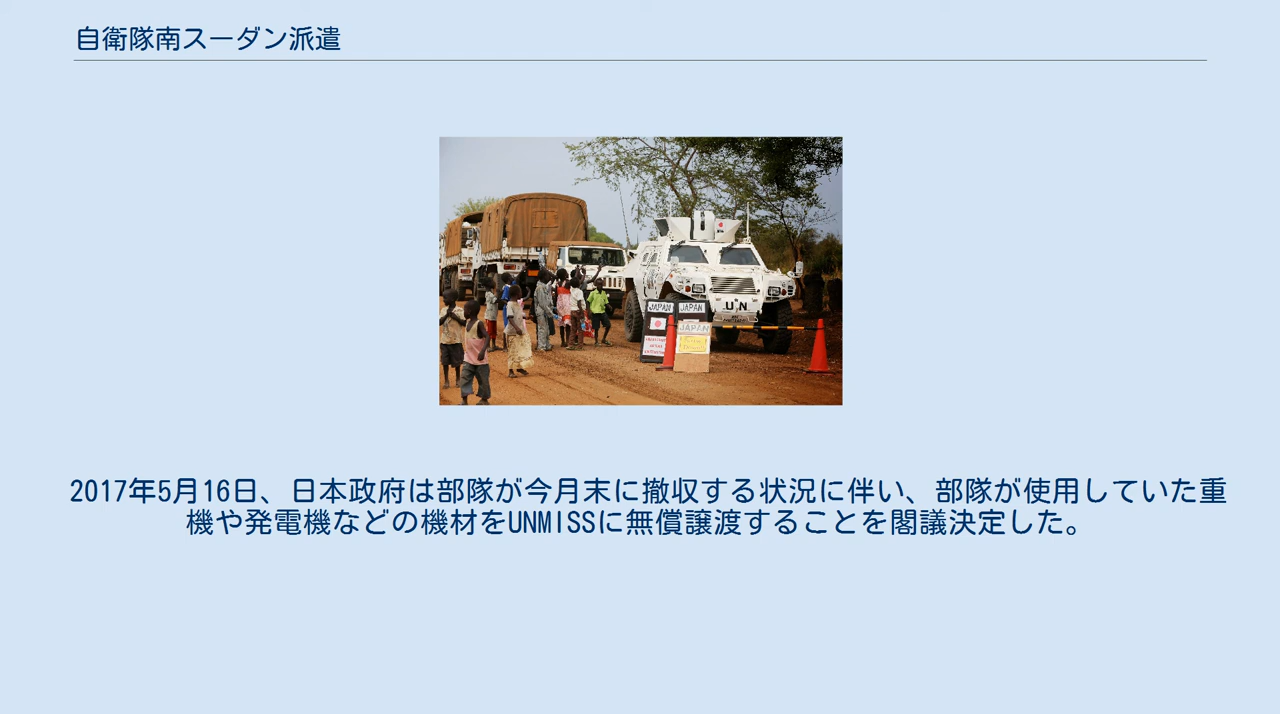 自衛隊南スーダン派遣
JAPAN JAPAN
JAPAN
UN
2017年5月16日、日本政府は部隊が今月末に撤収する状況に伴い、部隊が使用していた重
機や発電機などの機材をUNMISSに無償譲渡することを閣議決定した。